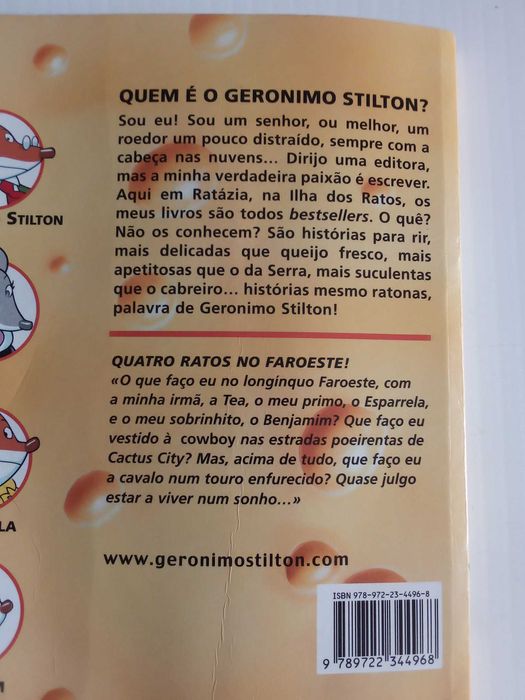 QUEM É O GERONIMO STILTON?
Sou eu! Sou um senhor, ou melhor, um
roedor um pouco distraído, sempre com a
cabeça nas nuvens... Dirijo uma editora,
mas a minha verdadeira paixão é escrever.
Aqui em Ratázia, na Ilha dos Ratos, os
meus livros são todos bestsellers. O quê?
Não os conhecem? São histórias para rir,
mais delicadas que queijo fresco, mais
apetitosas que o da Serra, mais suculentas
que o cabreiro... histórias mesmo ratonas,
palavra de Geronimo Stilton!
QUATRO RATOS NO FAROESTE!
«O que faço eu no longínquo Faroeste, com
a minha irmã, a Tea, o meu primo, o Esparrela,
e o meu sobrinhito, o Benjamim? Que faço eu
vestido à cowboy nas estradas poeirentas de
Cactus City? Mas, acima de tudo, que faço eu
a cavalo num touro enfurecido? Quase julgo
estar a viver num sonho...»
www.geronimostilton.com
ISBN 978-972-23-4496-8
9 789722 344968
STILTON
LA